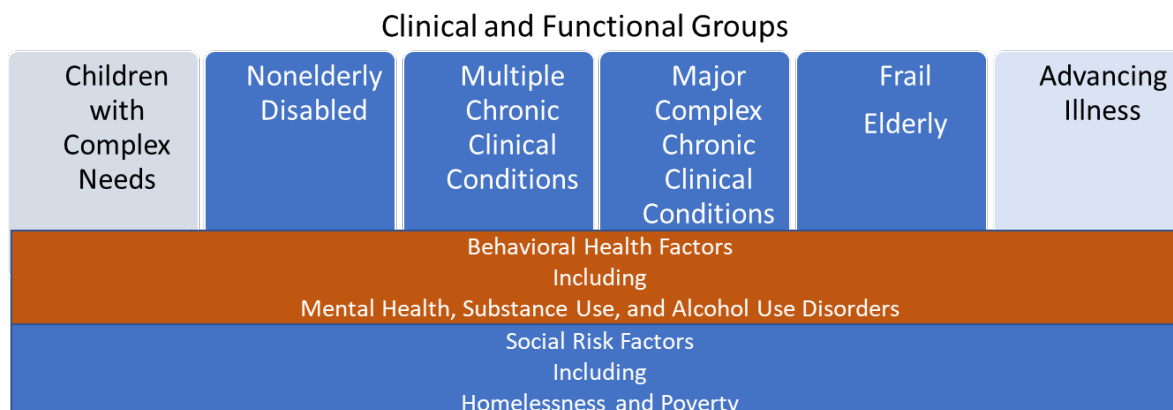 Clinical and Functional Groups
Children
with
Complex
Needs
Nonelderly
Disabled
Multiple
Chronic
Clinical
Conditions
Major
Complex
Chronic
Clinical
Conditions
Frail
Elderly
Advancing
Illness
Behavioral Health Factors
Including
Mental Health, Substance Use, and Alcohol Use Disorders
Social Risk Factors
Including
Homelessness and Poverty